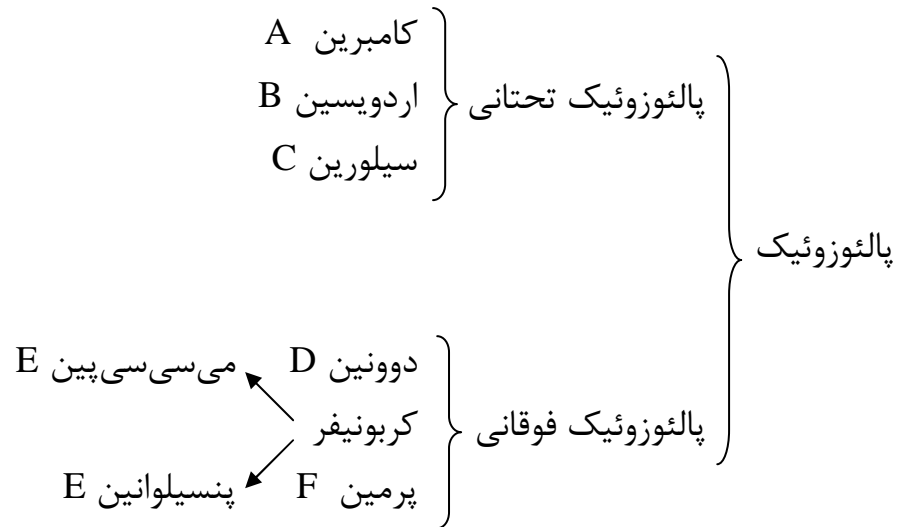 کامبرین A
پالئوزوئیک تحتانی
اردویسین B
سیلورین C
پالئوزوئیک
دوونین D
می‌سی‌سی‌پین E
پالئوزوئیک فوقانی
کربونیفر
پرمین F
پنسیلوانین E